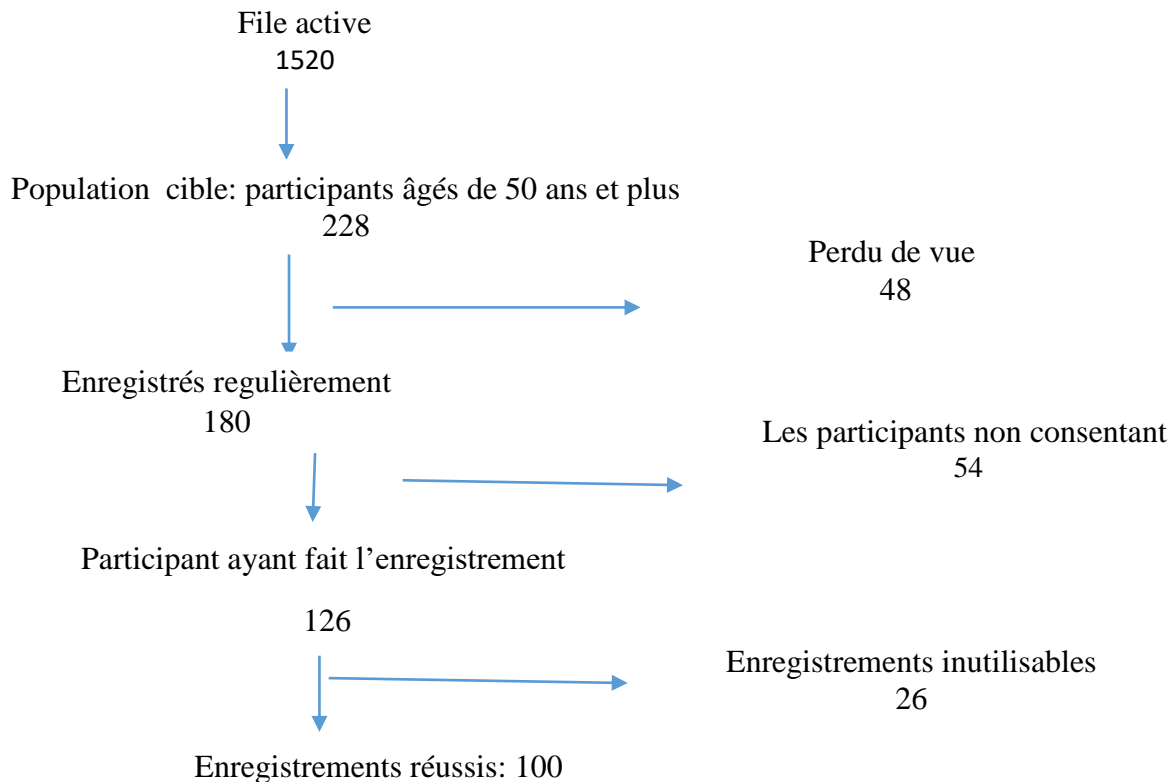 File active
1520
Population cible: participants âgés de 50 ans et plus
228
Perdu de vue
48
Enregistrés regulièrement
180
Les participants non consentant
54
Participant ayant fait l’enregistrement
126
Enregistrements inutilisables
26
Enregistrements réussis: 100